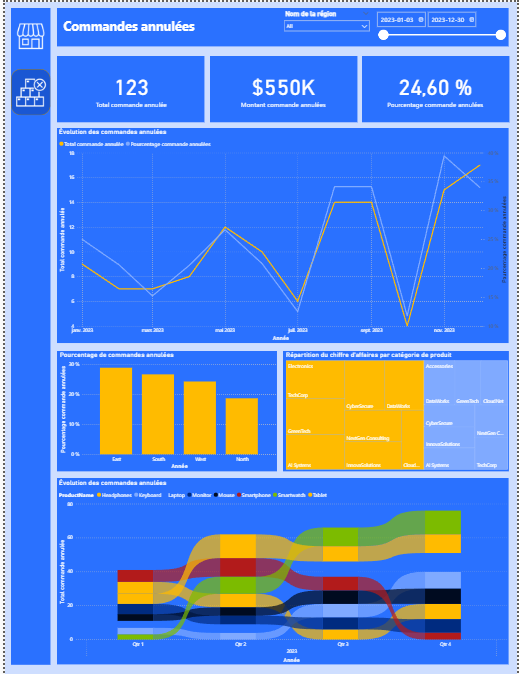 Commandes annulées
Nom de la région
All
2023-01-03
2023-12-30
123
Total commande annulée
$550K
Montant commande annulées
24,60 %
Pourcentage commande annulées
Évolution des commandes annulées
Total commande annulée Pourcentage commande annulées
Total commande annulée
18
16
14
12
10
8
6
4
Pourcentage commande annulées
janv. 2023 mars 2023 mai 2023 juil. 2023 sept. 2023 nov. 2023
Année
Pourcentage de commandes annulées
Pourcentage commande annulées
30 %
20 %
10 %
0 %
East South West North
Année
Répartition du chiffre d'affaires par catégorie de produit
Electronics
TechCorp
GreenTech
AI Systems
CyberSecure
DataWorks
NextGen Consulting
InnovaSolutions
Cloud...
Accessories
DataWorks
GreenTech
CloudNet
CyberSecure
InnovaSolutions
AI Systems
NextGen C...
TechCorp
Évolution des commandes annulées
ProductName Headphones Keyboard Laptop Monitor Mouse Smartphone Smartwatch Tablet
Total commande annulée
80
60
40
20
0
Qtr 1 Qtr 2 Qtr 3 Qtr 4
2023
Année